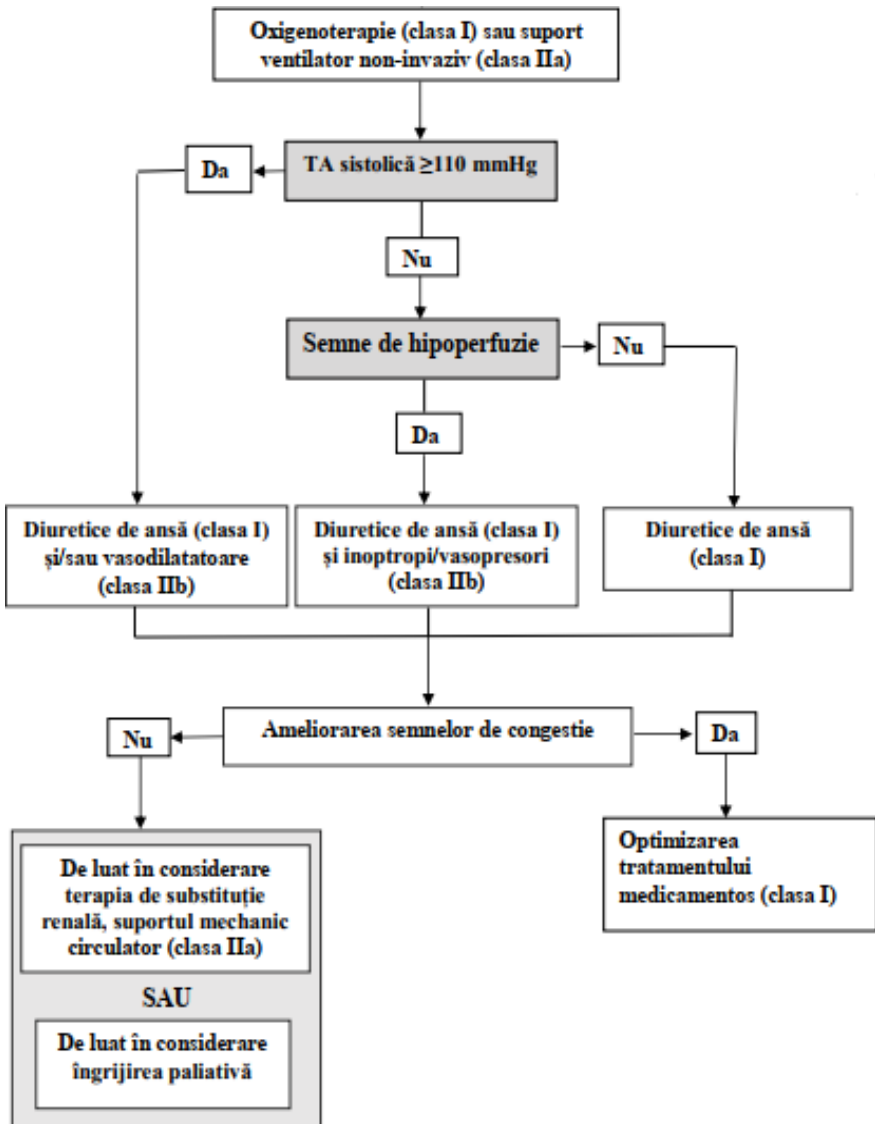 Oxigenoterapie (clasa I) sau suport
ventilator non-invaziv (clasa IIa)
TA sistolică ≥110 mmHg
Da
Nu
Semne de hipoperfuzie
Nu
Da
Diuretice de ansă (clasa I)
și/sau vasodilatatoare
(clasa IIb)
Diuretice de ansă (clasa I)
și inoptropi/vasopresori
(clasa IIb)
Diuretice de ansă
(clasa I)
Ameliorarea semnelor de congestie
Nu
Da
De luat în considerare
terapia de substituție
renală, suportul mechanic
circulator (clasa IIa)
SAU
De luat în considerare
îngrijirea paliativă
Optimizarea
tratamentului
medicamentos (clasa I)